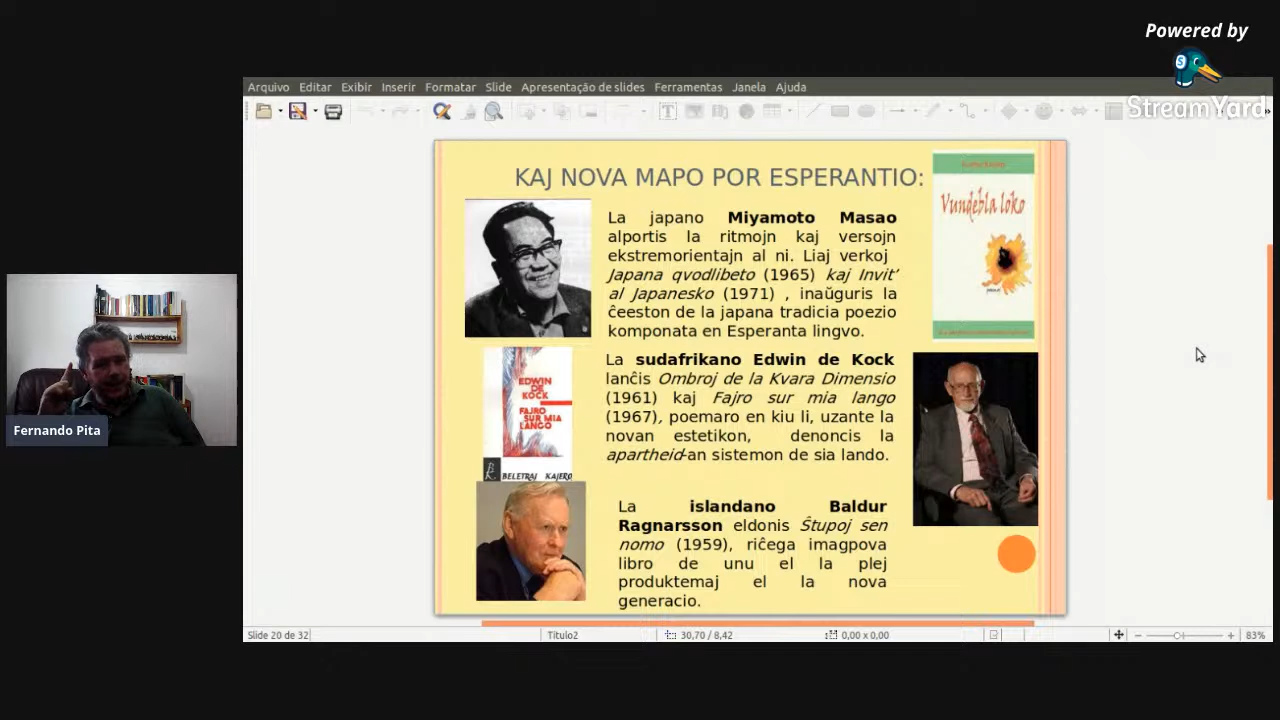 Powered by
StreamYard
Arquivo Editar Exibir Inserir Formatar Slide Apresentação de slides Ferramentas Janela Ajuda
KAJ NOVA MAPO POR ESPERANTIO:
Vundebla loko
La japano Miyamoto Masao
alportis la ritmojn kaj versojn
ekstremorientajn al ni. Liaj verkoj
Japana qvodlibeto (1965) kaj Invit’
al Japanesko (1971) , inaŭguris la
ĉeeston de la japana tradicia poezio
komponata en Esperanta lingvo.
La sudafrikano Edwin de Kock
lanĉis Ombroj de la Kvara Dimensio
(1961) kaj Fajro sur mia lango
(1967), poemaro en kiu li, uzante la
novan estetikon, denoncis la
apartheid-an sistemon de sia lando.
EDWIN
DE
KOCK
FAJRO
SUR MIA
LANGO
BELETRAJ KAJEROJ
La islandano Baldur
Ragnarsson eldonis Ŝtupoj sen
nomo (1959), riĉega imagpova
libro de unu el la plej
produktemaj el la nova
generacio.
Fernando Pita
Slide 20 de 32 Título2 30,70 / 8,42 0,00 x 0,00 83%